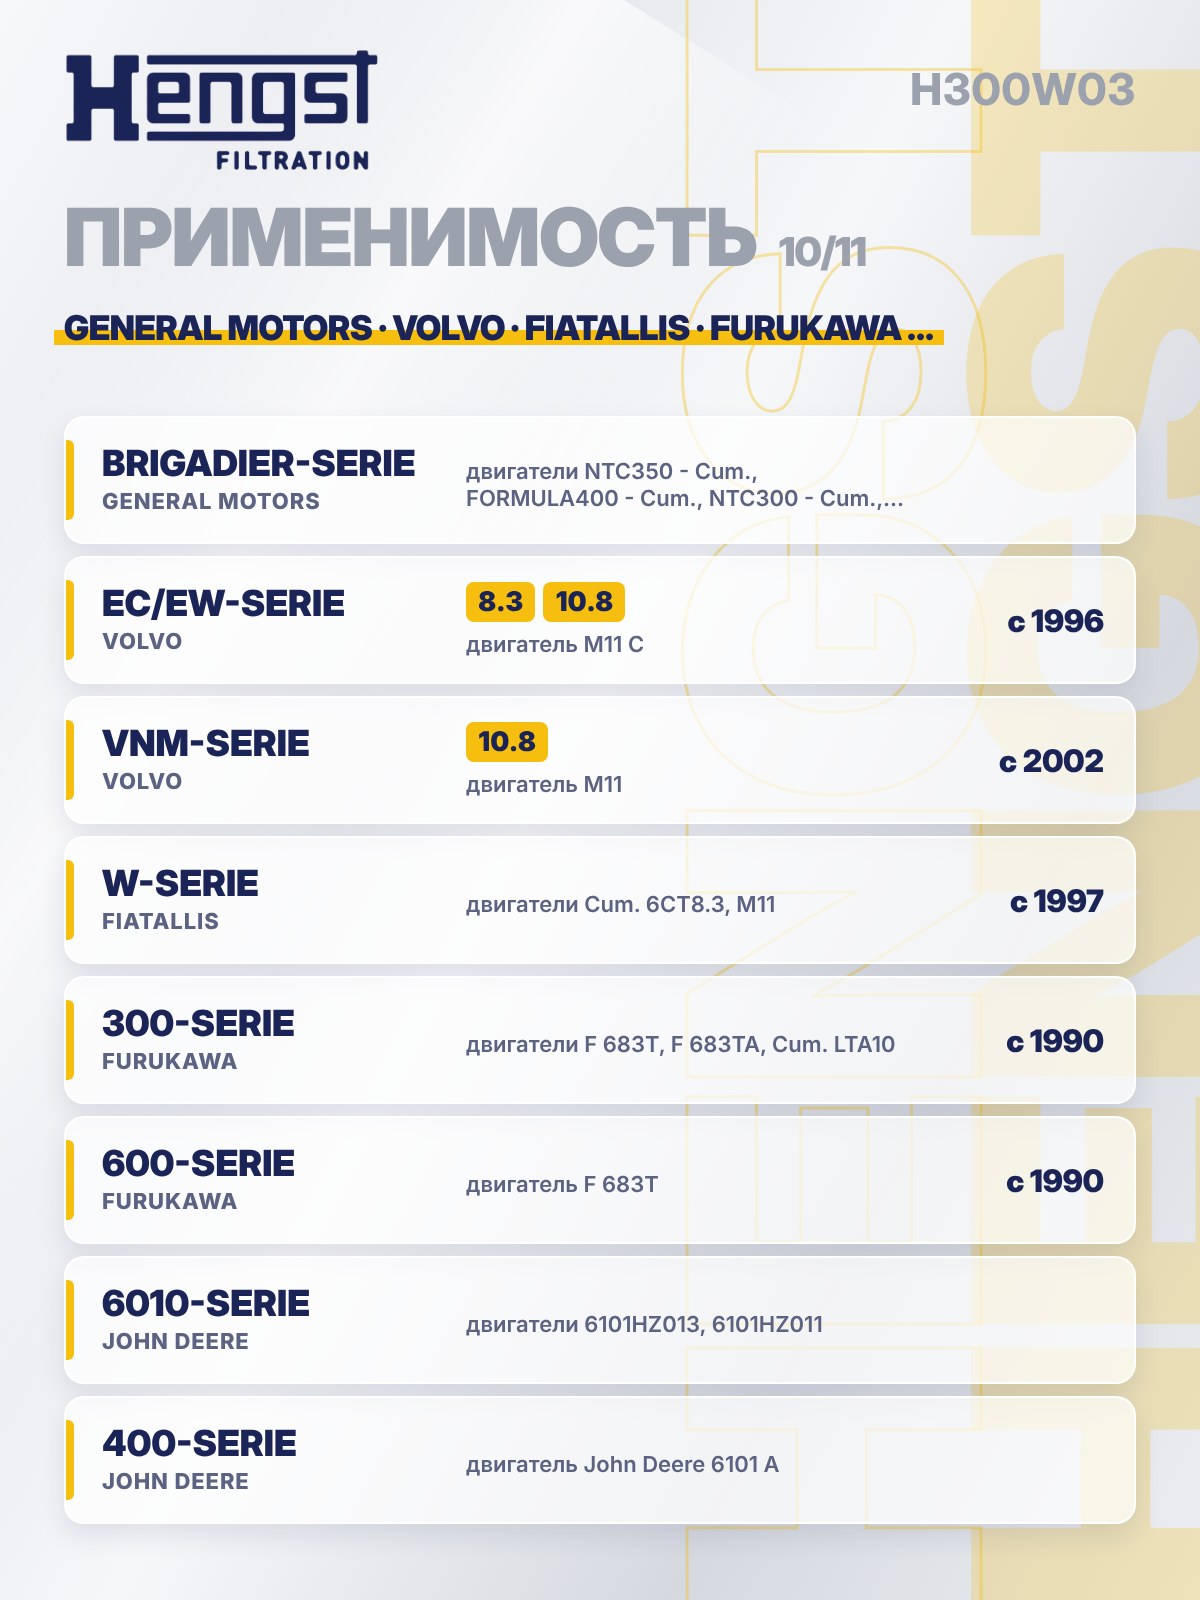 Hengst
FILTRATION
H300W03
ПРИМЕНИМОСТЬ 10/11
GENERAL MOTORS · VOLVO · FIATALLIS · FURUKAWA ...
BRIGADIER-SERIE
GENERAL MOTORS
двигатели NTC350 - Cum.,
FORMULA400 - Cum., NTC300 - Cum.,...
EC/EW-SERIE
VOLVO
8.3 10.8
двигатель M11 C
с 1996
VNM-SERIE
VOLVO
10.8
двигатель M11
с 2002
W-SERIE
FIATALLIS
двигатели Cum. 6CT8.3, M11
с 1997
300-SERIE
FURUKAWA
двигатели F 683T, F 683TA, Cum. LTA10
с 1990
600-SERIE
FURUKAWA
двигатель F 683T
с 1990
6010-SERIE
JOHN DEERE
двигатели 6101HZ013, 6101HZ011
400-SERIE
JOHN DEERE
двигатель John Deere 6101 A
HENGST
HENGST